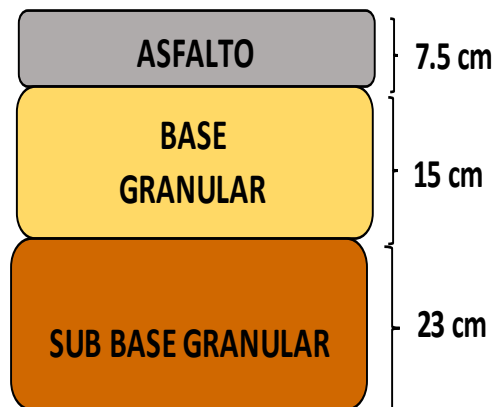 ASFALTO
7.5 cm
BASE
GRANULAR
15 cm
SUB BASE GRANULAR
23 cm